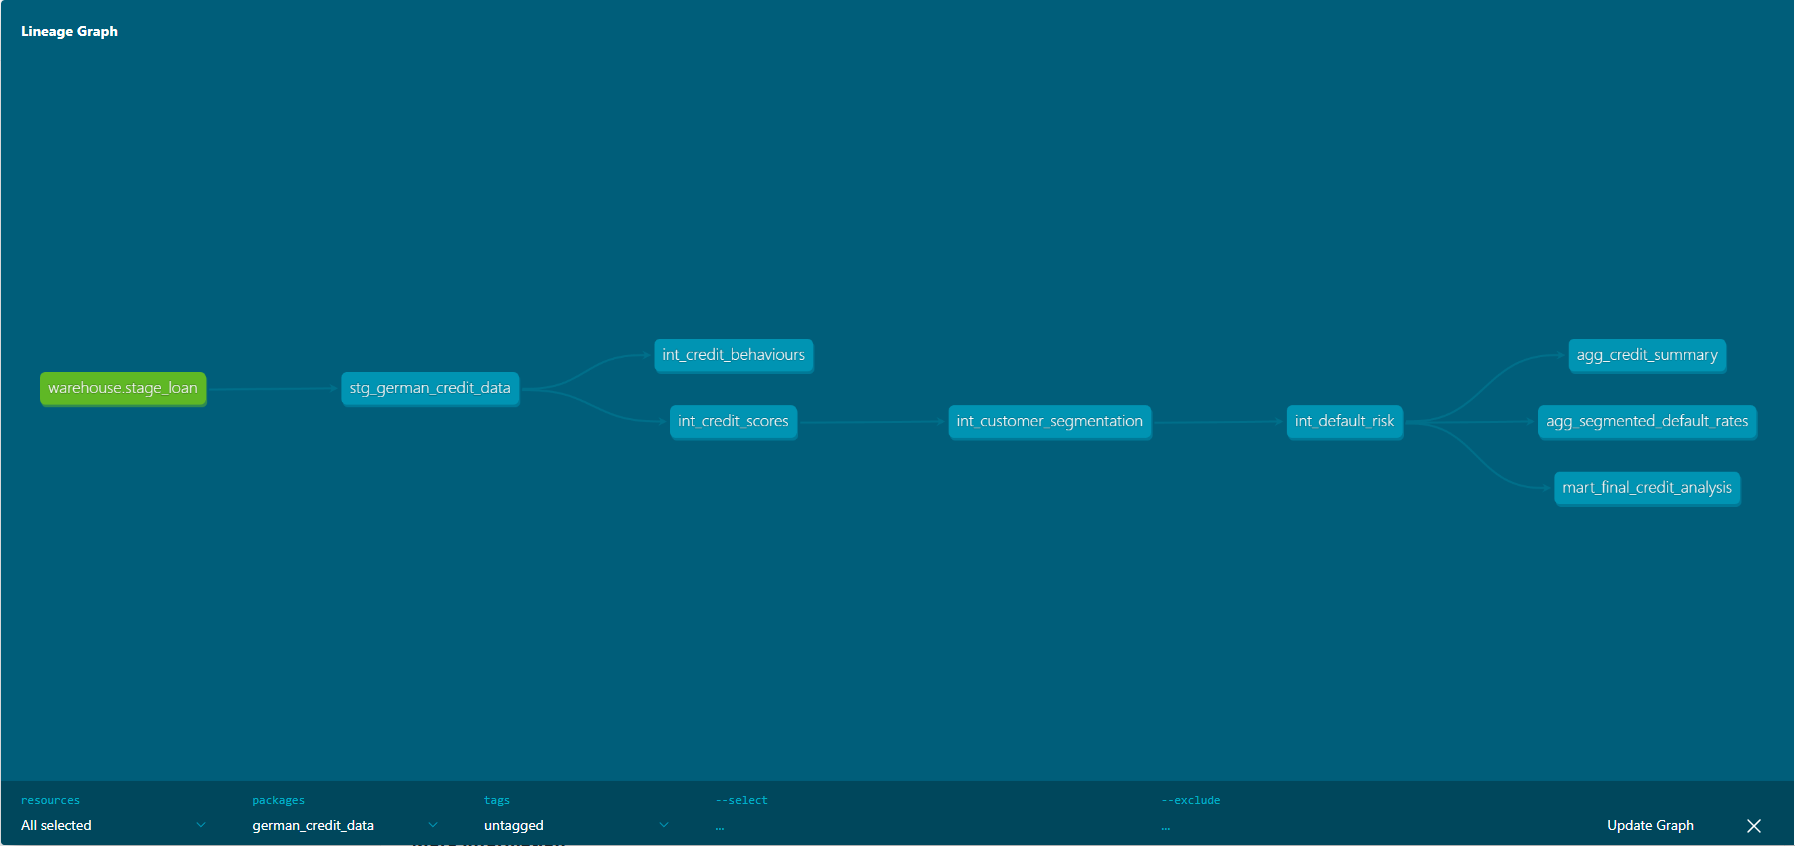 Lineage Graph
warehouse.stage_loan
stg_german_credit_data
int_credit_behaviours
int_credit_scores
int_customer_segmentation
int_default_risk
agg_credit_summary
agg_segmented_default_rates
mart_final_credit_analysis
resources
All selected
packages
german_credit_data
tags
untagged
--select
...
--exclude
...
Update Graph